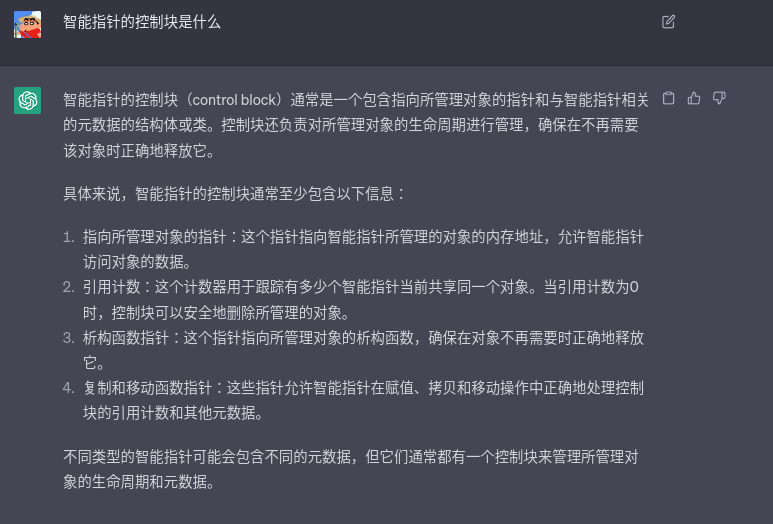 智能指针的控制块是什么
智能指针的控制块（control block）通常是一个包含指向所管理对象的指针和与智能指针相关
的元数据的结构体或类。控制块还负责对所管理对象的生命周期进行管理，确保在不再需要
该对象时正确地释放它。
具体来说，智能指针的控制块通常至少包含以下信息：
1. 指向所管理对象的指针：这个指针指向智能指针所管理的对象的内存地址，允许智能指针
访问对象的数据。
2. 引用计数：这个计数器用于跟踪有多少个智能指针当前共享同一个对象。当引用计数为0
时，控制块可以安全地删除所管理的对象。
3. 析构函数指针：这个指针指向所管理对象的析构函数，确保在对象不再需要时正确地释放
它。
4. 复制和移动函数指针：这些指针允许智能指针在赋值、拷贝和移动操作中正确地处理控制
块的引用计数和其他元数据。
不同类型的智能指针可能会包含不同的元数据，但它们通常都有一个控制块来管理所管理对
象的生命周期和元数据。